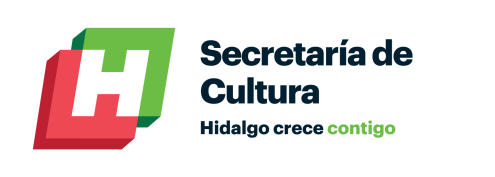 H
Secretaría de
Cultura
Hidalgo crece contigo